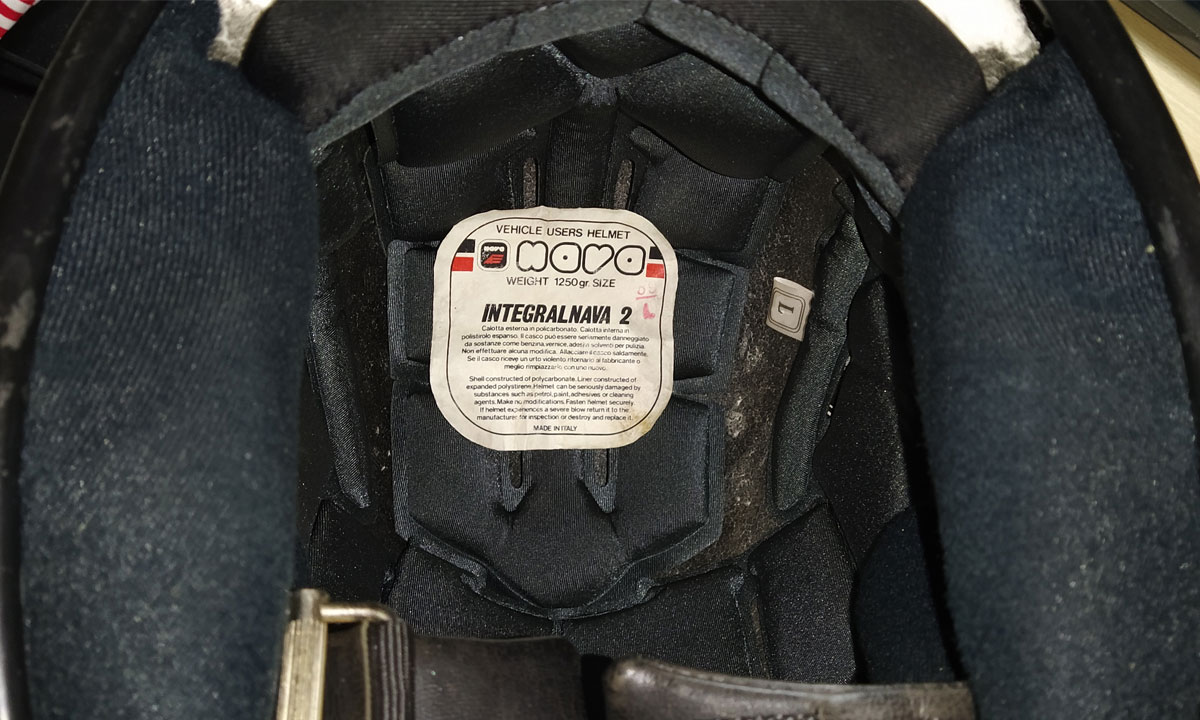 VEHICLE USERS HELMET
NAVA NAVA
WEIGHT 1250gr. SIZE
59
L
INTEGRALNAVA 2
Calotta esterna in policarbonato. Calotta interna in
polistirolo espanso. Il casco può essere seriamente danneggiato
da sostanze come benzina, vernice, adesivi solventi per pulizia.
Non effettuare alcuna modifica. Allacciare il casco saldamente.
Se il casco riceve un urto violento ritornarlo al fabbricante o
meglio rimpiazzarlo con uno nuovo.
Shell constructed of polycarbonate. Liner constructed of
expanded polystirene. Helmet can be seriously damaged by
substances such as petrol, paint, adhesives or cleaning
agents. Make no modifications. Fasten helmet securely.
If helmet experiences a severe blow return it to the
manufacturer for inspection or destroy and replace it.
MADE IN ITALY
L